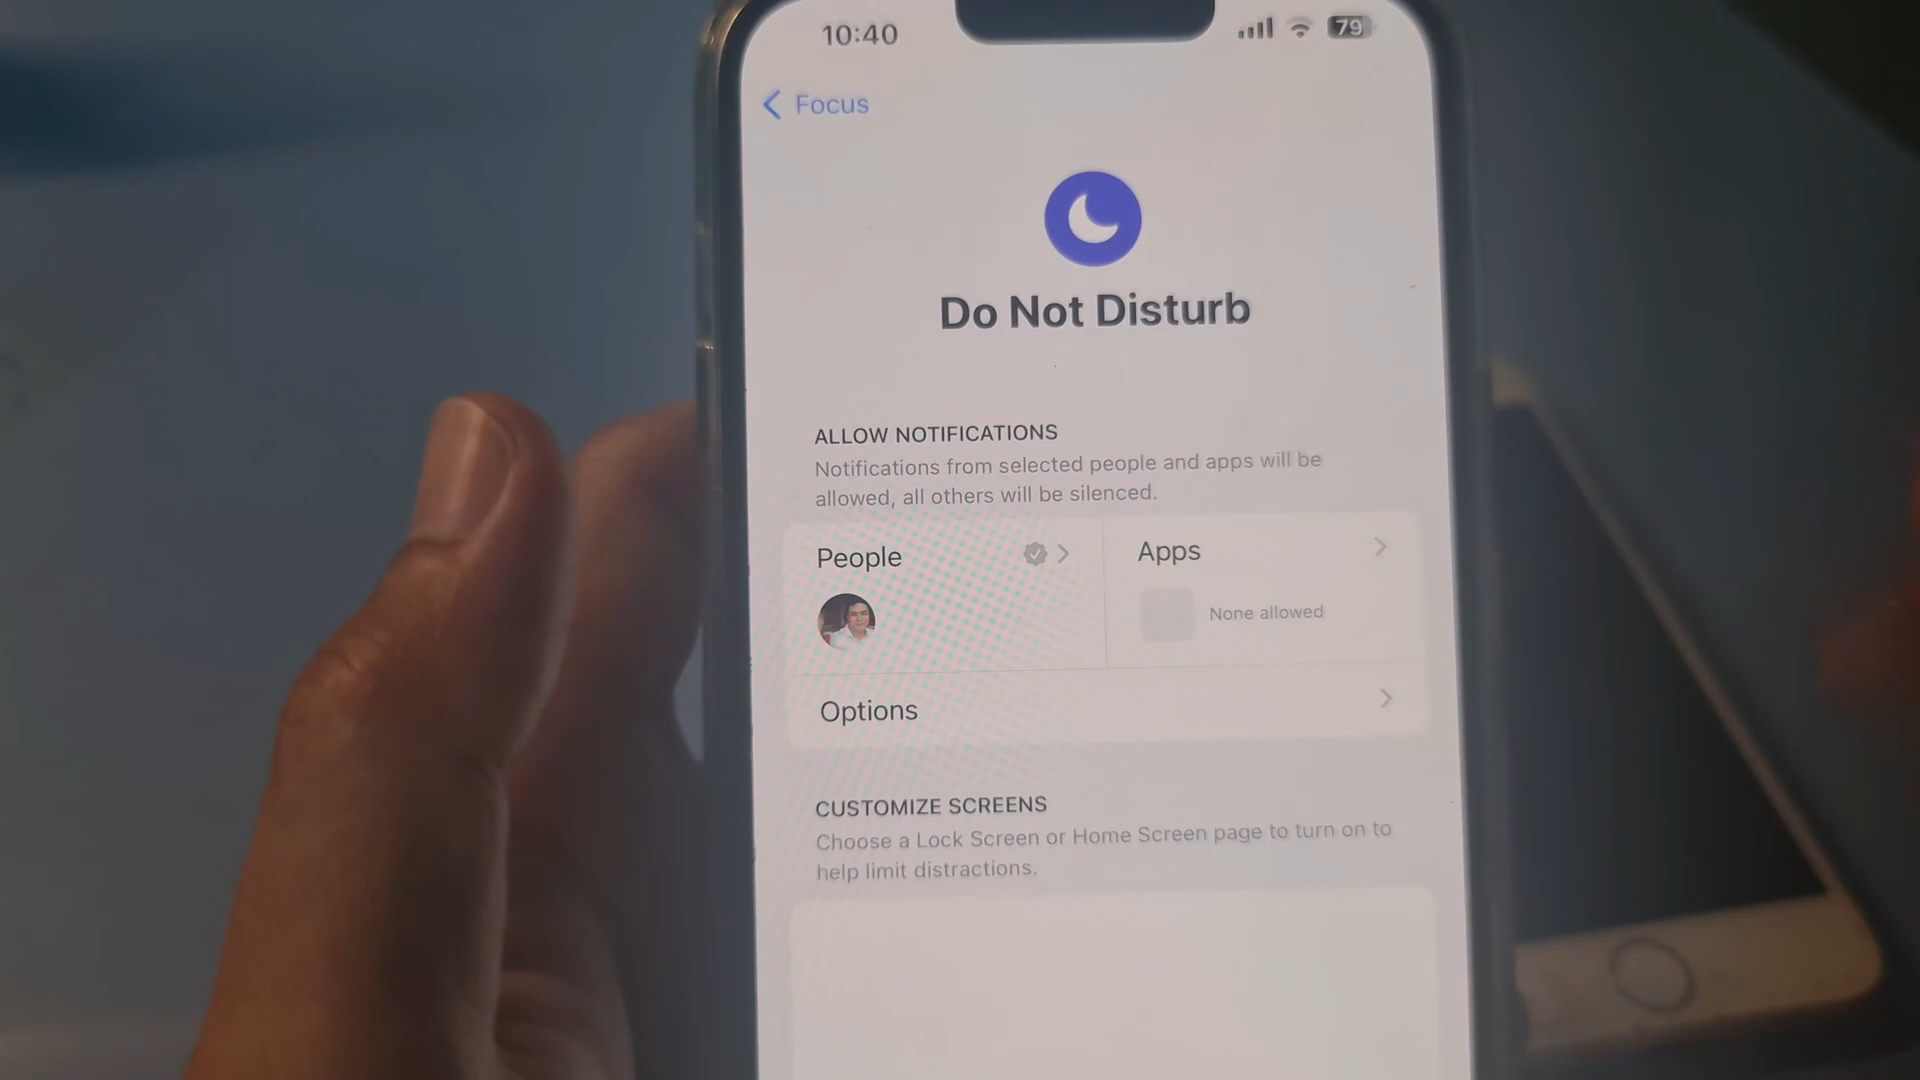 10:40
79
Focus
Do Not Disturb
ALLOW NOTIFICATIONS
Notifications from selected people and apps will be
allowed, all others will be silenced.
People
Apps
None allowed
Options
CUSTOMIZE SCREENS
Choose a Lock Screen or Home Screen page to turn on to
help limit distractions.